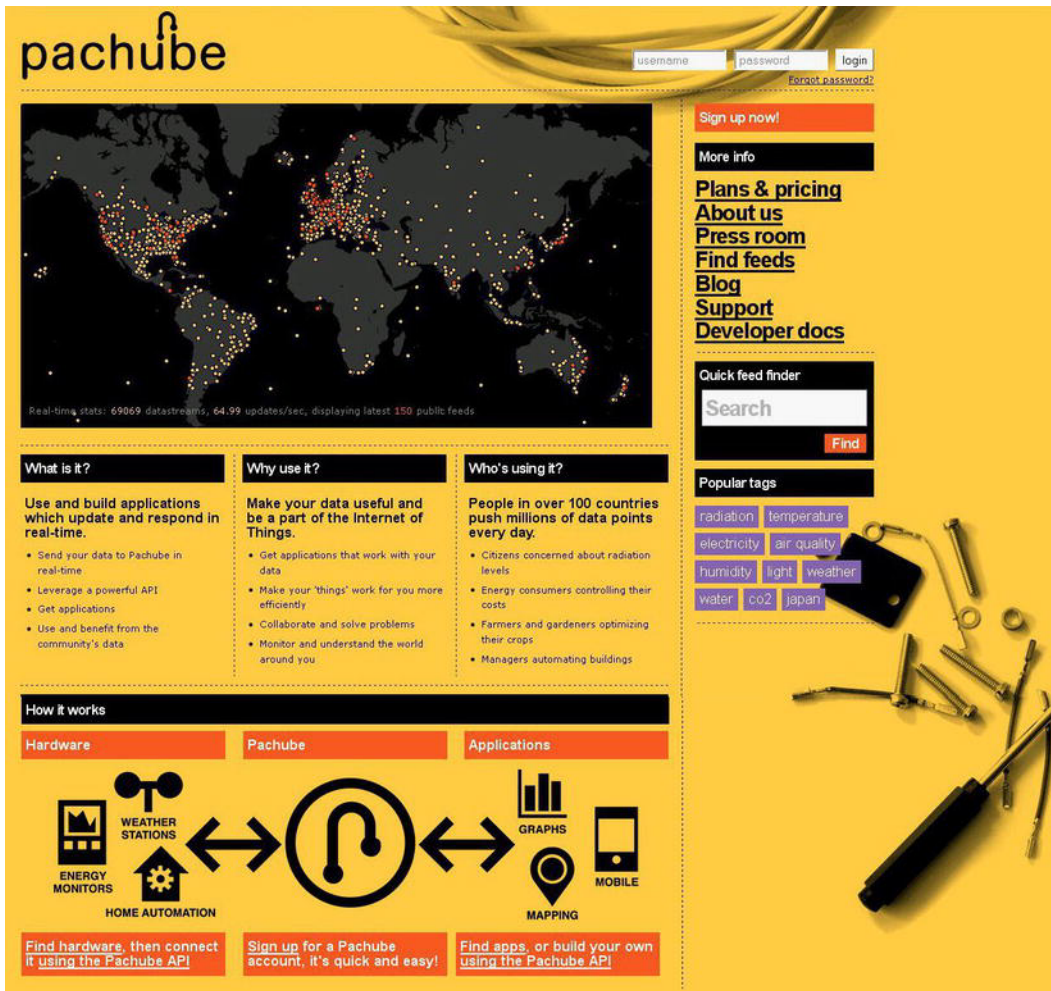 pachube
username password login
Forgot password?
Real-time stats: 69069 datastreams, 64.99 updates/sec, displaying latest 150 public feeds
Sign up now!
More info
Plans & pricing
About us
Press room
Find feeds
Blog
Support
Developer docs
Quick feed finder
Search
Find
Popular tags
radiation temperature
electricity air quality
humidity light weather
water co2 japan
What is it?
Use and build applications
which update and respond in
real-time.
• Send your data to Pachube in
real-time
• Leverage a powerful API
• Get applications
• Use and benefit from the
community's data
Why use it?
Make your data useful and
be a part of the Internet of
Things.
• Get applications that work with your
data
• Make your 'things' work for you more
efficiently
• Collaborate and solve problems
• Monitor and understand the world
around you
Who's using it?
People in over 100 countries
push millions of data points
every day.
• Citizens concerned about radiation
levels
• Energy consumers controlling their
costs
• Farmers and gardeners optimizing
their crops
• Managers automating buildings
How it works
Hardware
WEATHER
STATIONS
ENERGY
MONITORS
HOME AUTOMATION
Find hardware, then connect
it using the Pachube API
Pachube
Sign up for a Pachube
account, it's quick and easy!
Applications
GRAPHS
MOBILE
MAPPING
Find apps, or build your own
using the Pachube API